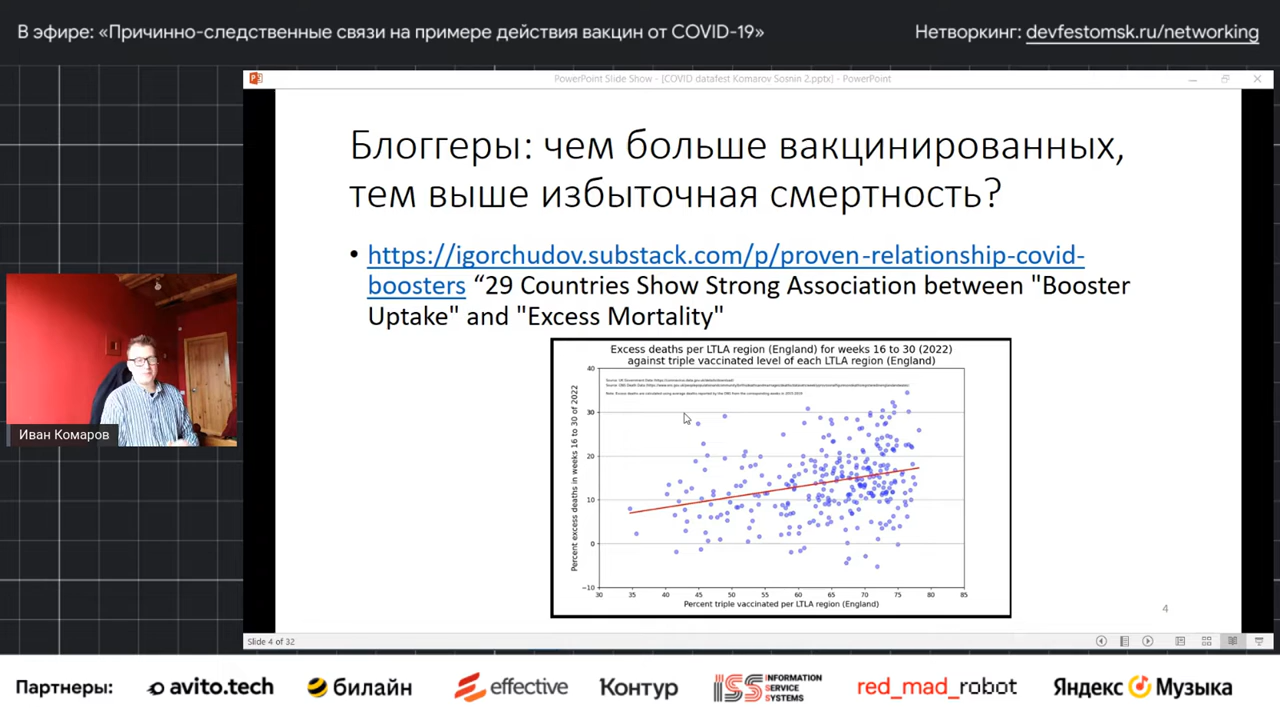 В эфире: «Причинно-следственные связи на примере действия вакцин от COVID-19»
Нетворкинг: devfestomsk.ru/networking
PowerPoint Slide Show - [COVID datafest Komarov Sosnin 2.pptx] - PowerPoint
Блоггеры: чем больше вакцинированных,
тем выше избыточная смертность?
• https://igorchudov.substack.com/p/proven-relationship-covid-
boosters “29 Countries Show Strong Association between "Booster
Uptake" and "Excess Mortality"
Excess deaths per LTLA region (England) for weeks 16 to 30 (2022)
against triple vaccinated level of each LTLA region (England)
Percent excess deaths in weeks 16 to 30 of 2022
40
30
20
10
0
−10
30 35 40 45 50 55 60 65 70 75 80 85
Percent triple vaccinated per LTLA region (England)
4
Иван Комаров
Slide 4 of 32
Партнеры:
avito.tech
билайн
effective
Контур
ISS INFORMATION
SERVICE
SYSTEMS
red_mad_robot
Яндекс Музыка